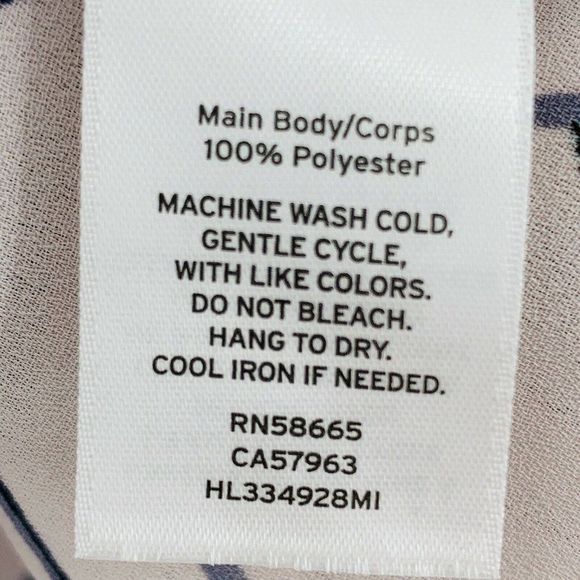 Main Body/Corps
100% Polyester
MACHINE WASH COLD,
GENTLE CYCLE,
WITH LIKE COLORS.
DO NOT BLEACH.
HANG TO DRY.
COOL IRON IF NEEDED.
RN58665
CA57963
HL334928MI